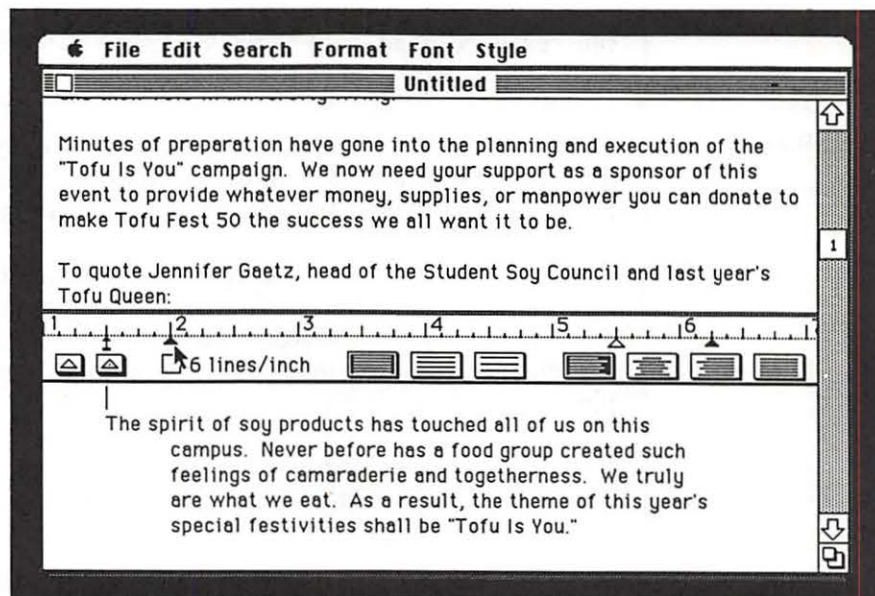 File Edit Search Format Font Style
Untitled
Minutes of preparation have gone into the planning and execution of the
"Tofu Is You" campaign. We now need your support as a sponsor of this
event to provide whatever money, supplies, or manpower you can donate to
make Tofu Fest 50 the success we all want it to be.
1
To quote Jennifer Gaetz, head of the Student Soy Council and last year's
Tofu Queen:
1 2 3 4 5 6
6 lines/inch
The spirit of soy products has touched all of us on this
campus. Never before has a food group created such
feelings of camaraderie and togetherness. We truly
are what we eat. As a result, the theme of this year's
special festivities shall be "Tofu Is You."